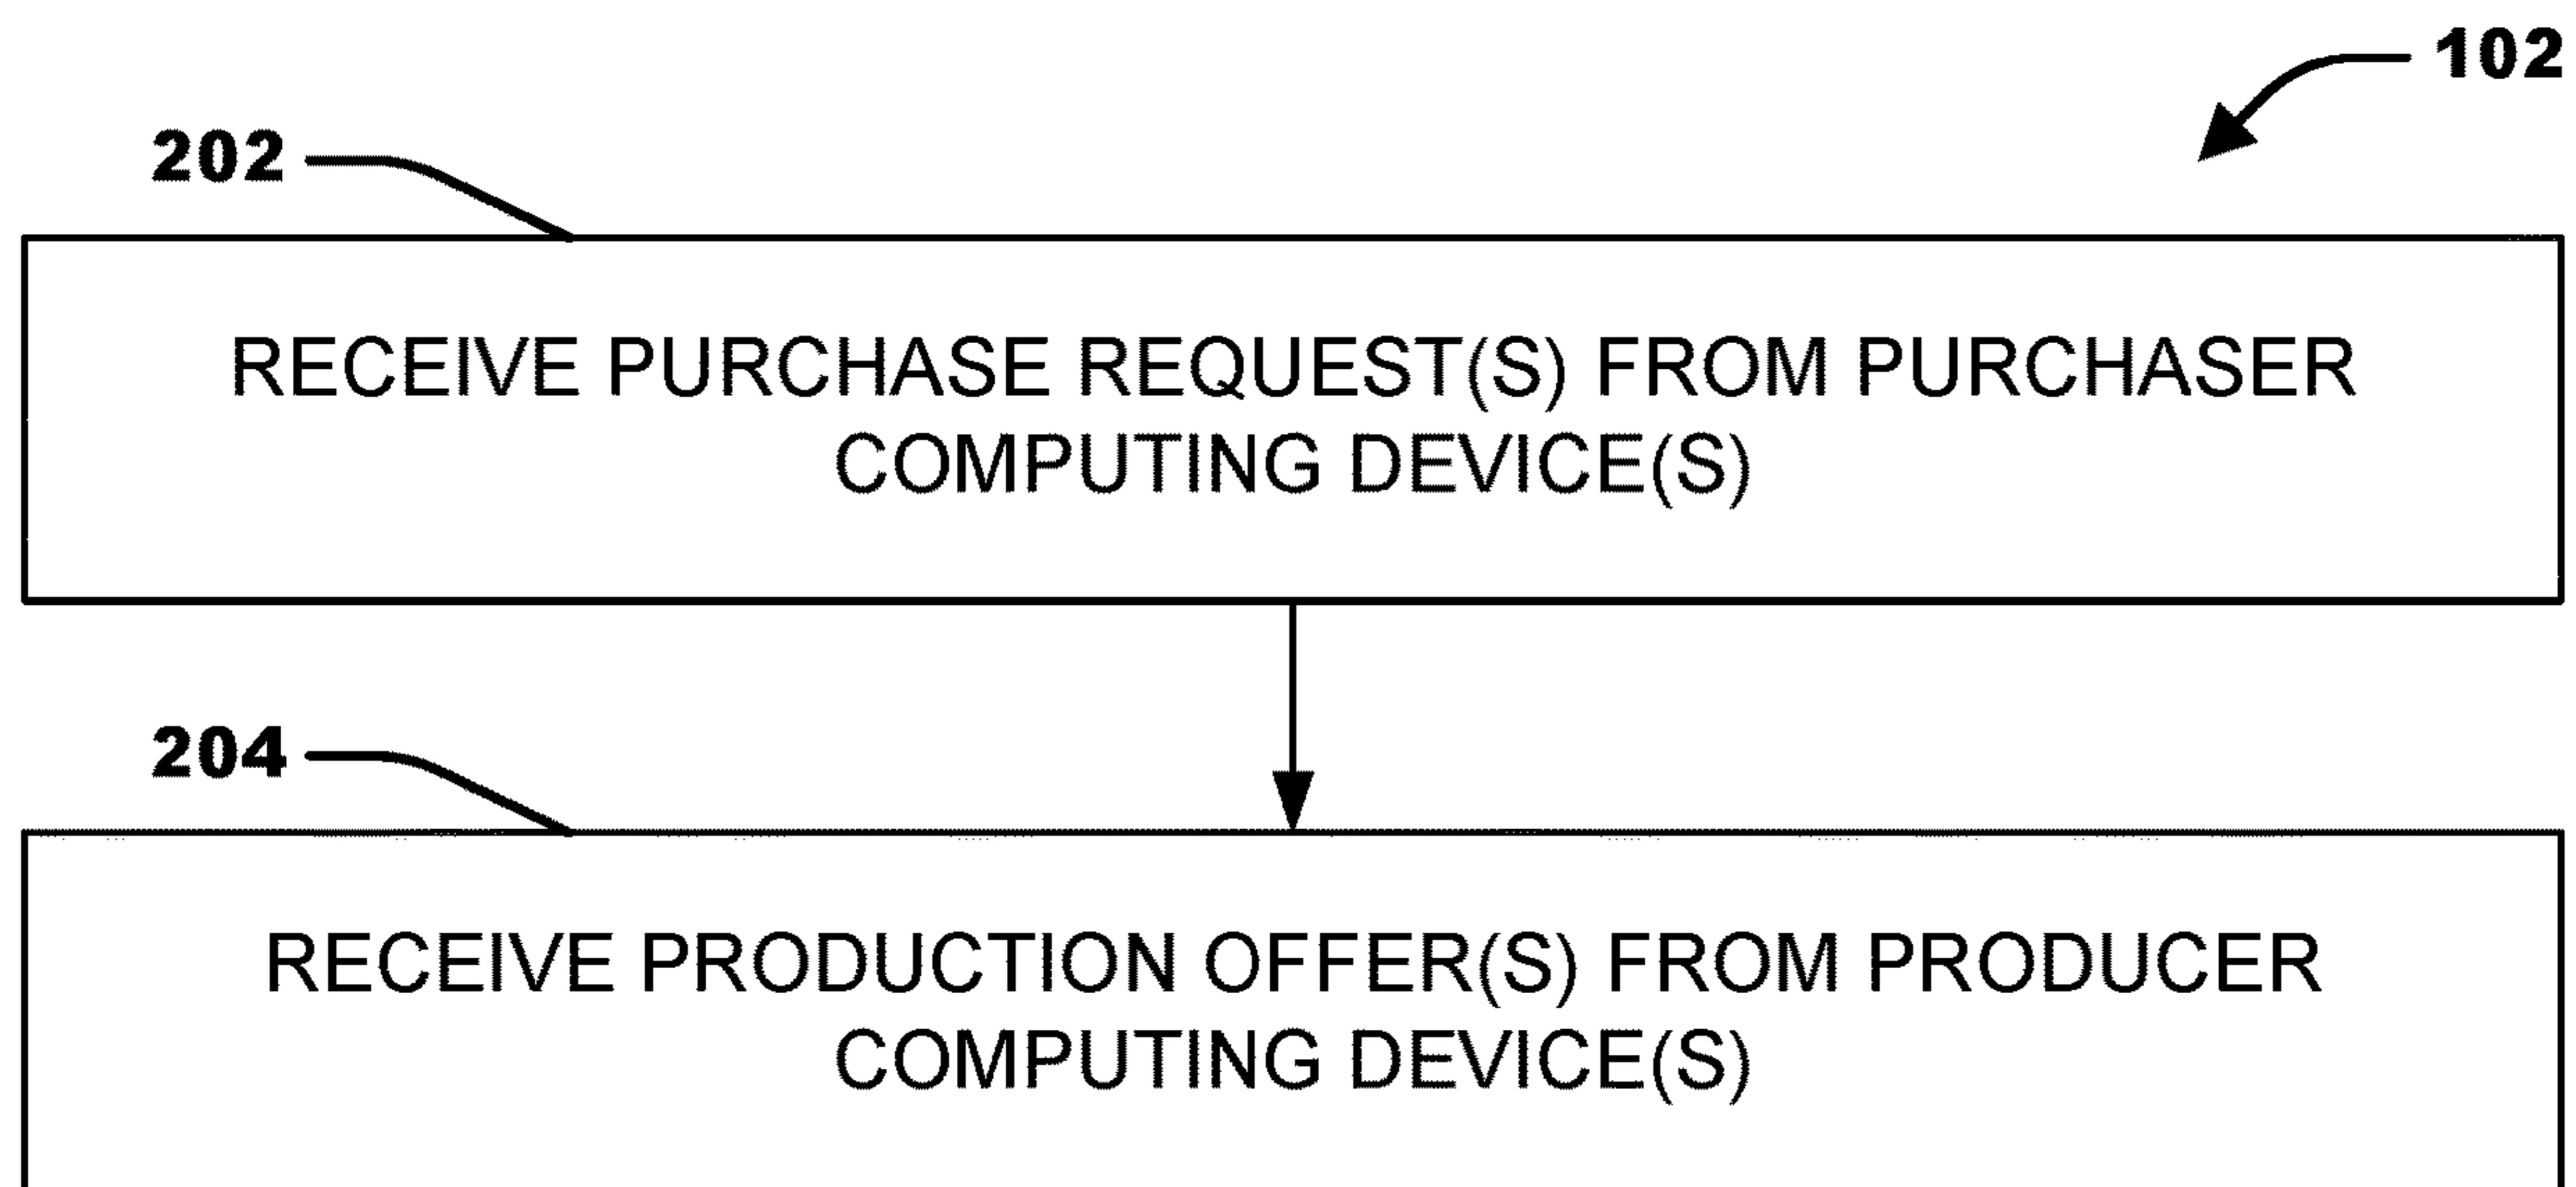 102
202
RECEIVE PURCHASE REQUEST(S) FROM PURCHASER
COMPUTING DEVICE(S)
204
RECEIVE PRODUCTION OFFER(S) FROM PRODUCER
COMPUTING DEVICE(S)